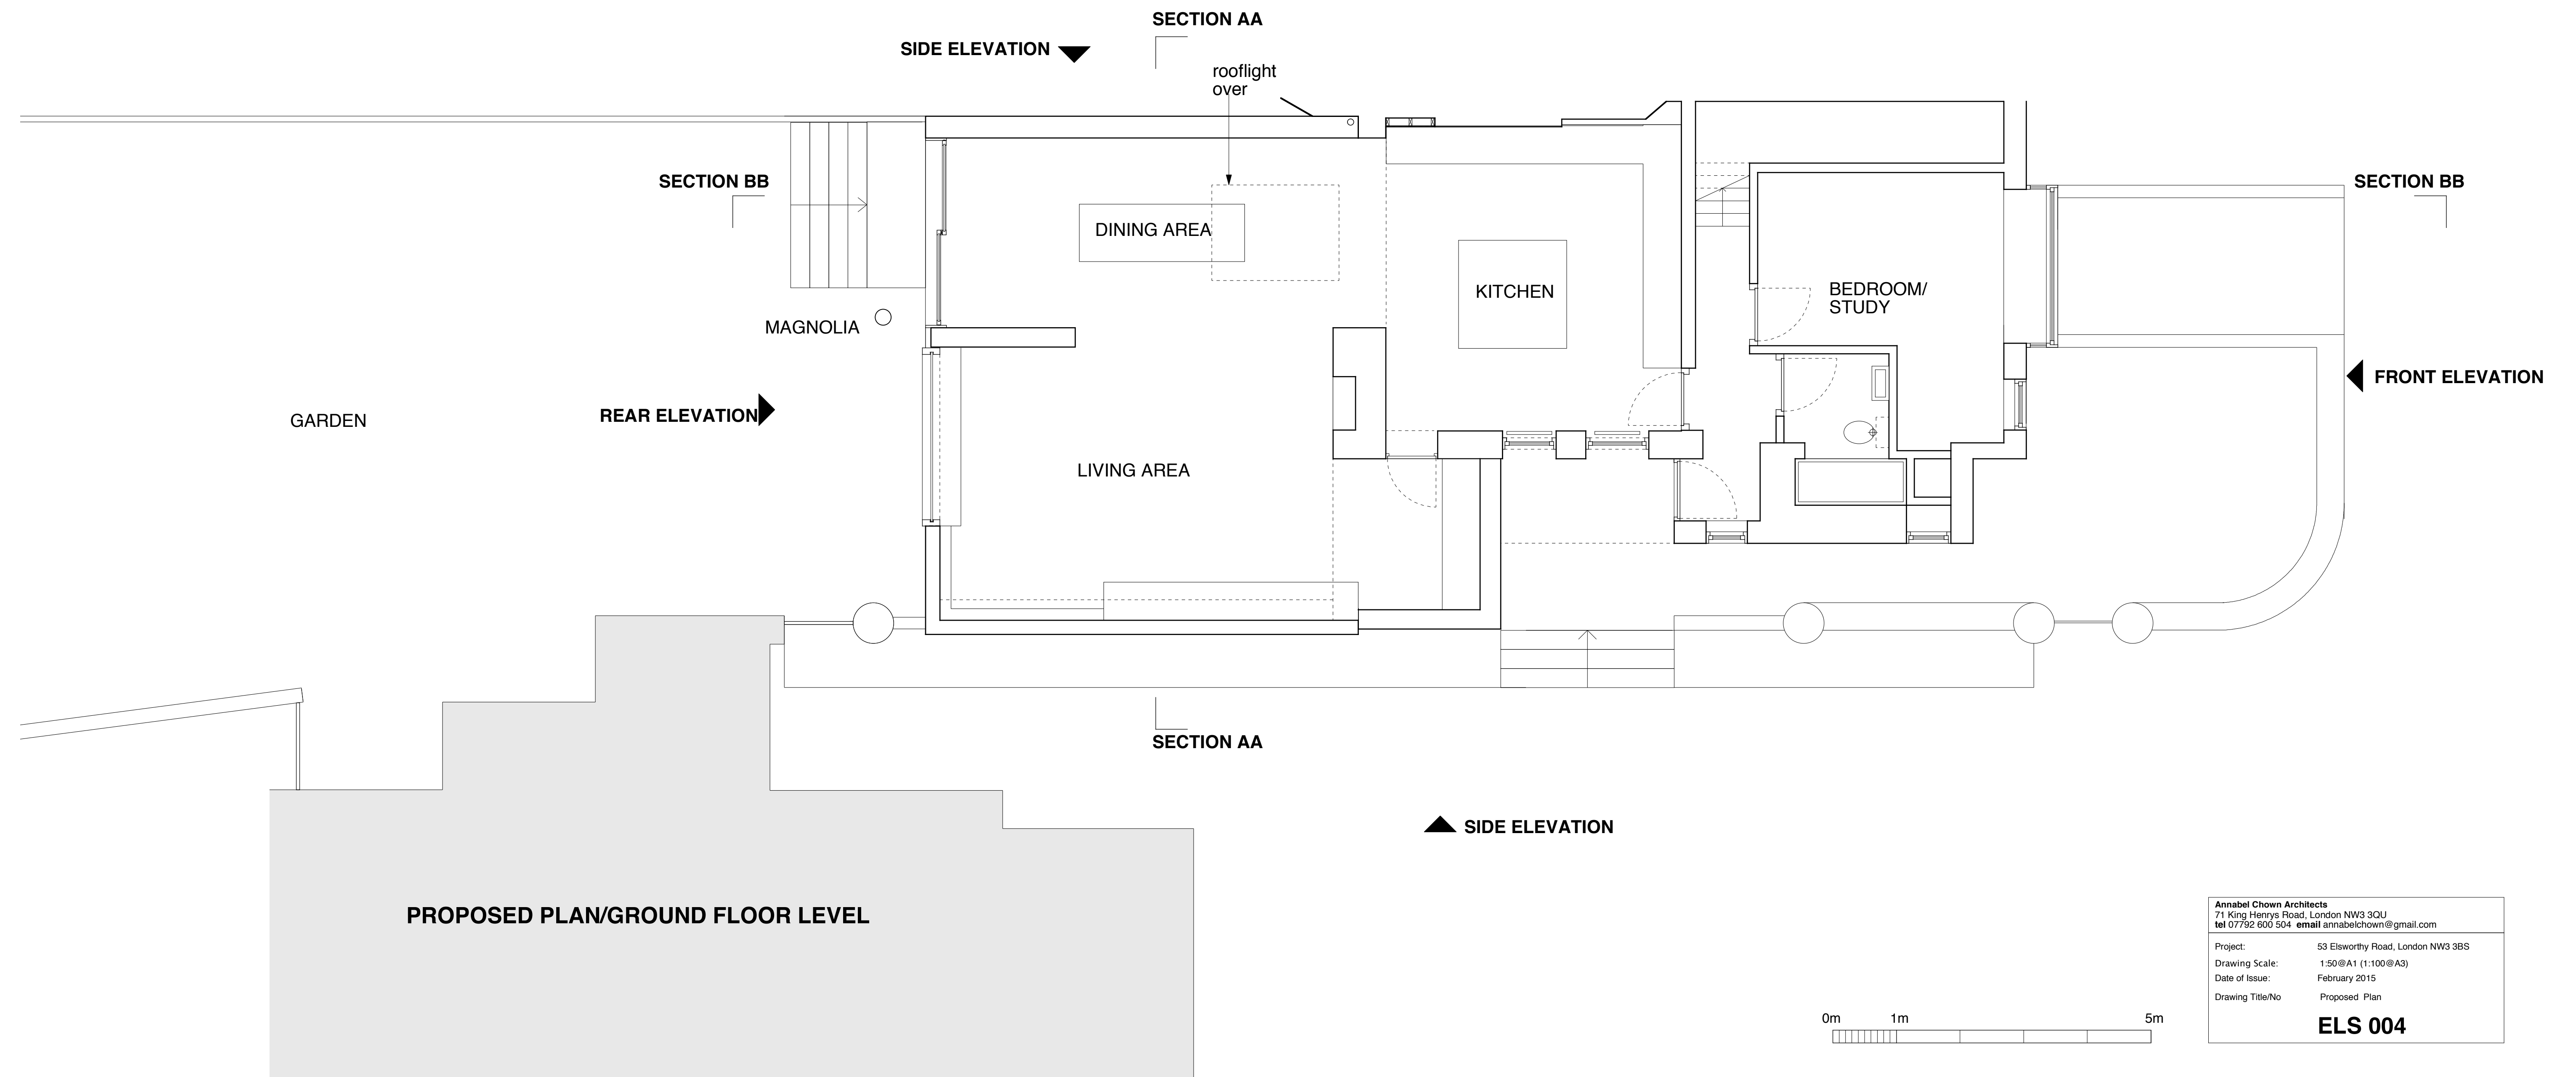 SECTION AA
SIDE ELEVATION
rooflight
over
SECTION BB
SECTION BB
DINING AREA
KITCHEN
BEDROOM/
STUDY
MAGNOLIA
FRONT ELEVATION
REAR ELEVATION
GARDEN
LIVING AREA
SECTION AA
SIDE ELEVATION
PROPOSED PLAN/GROUND FLOOR LEVEL
Annabel Chown Architects
71 King Henrys Road, London NW3 3QU
tel 07792 600 504 email annabelchown@gmail.com
Project: 53 Elsworthy Road, London NW3 3BS
Drawing Scale: 1:50@A1 (1:100@A3)
Date of Issue: February 2015
Drawing Title/No Proposed Plan
ELS 004
0m 1m 5m